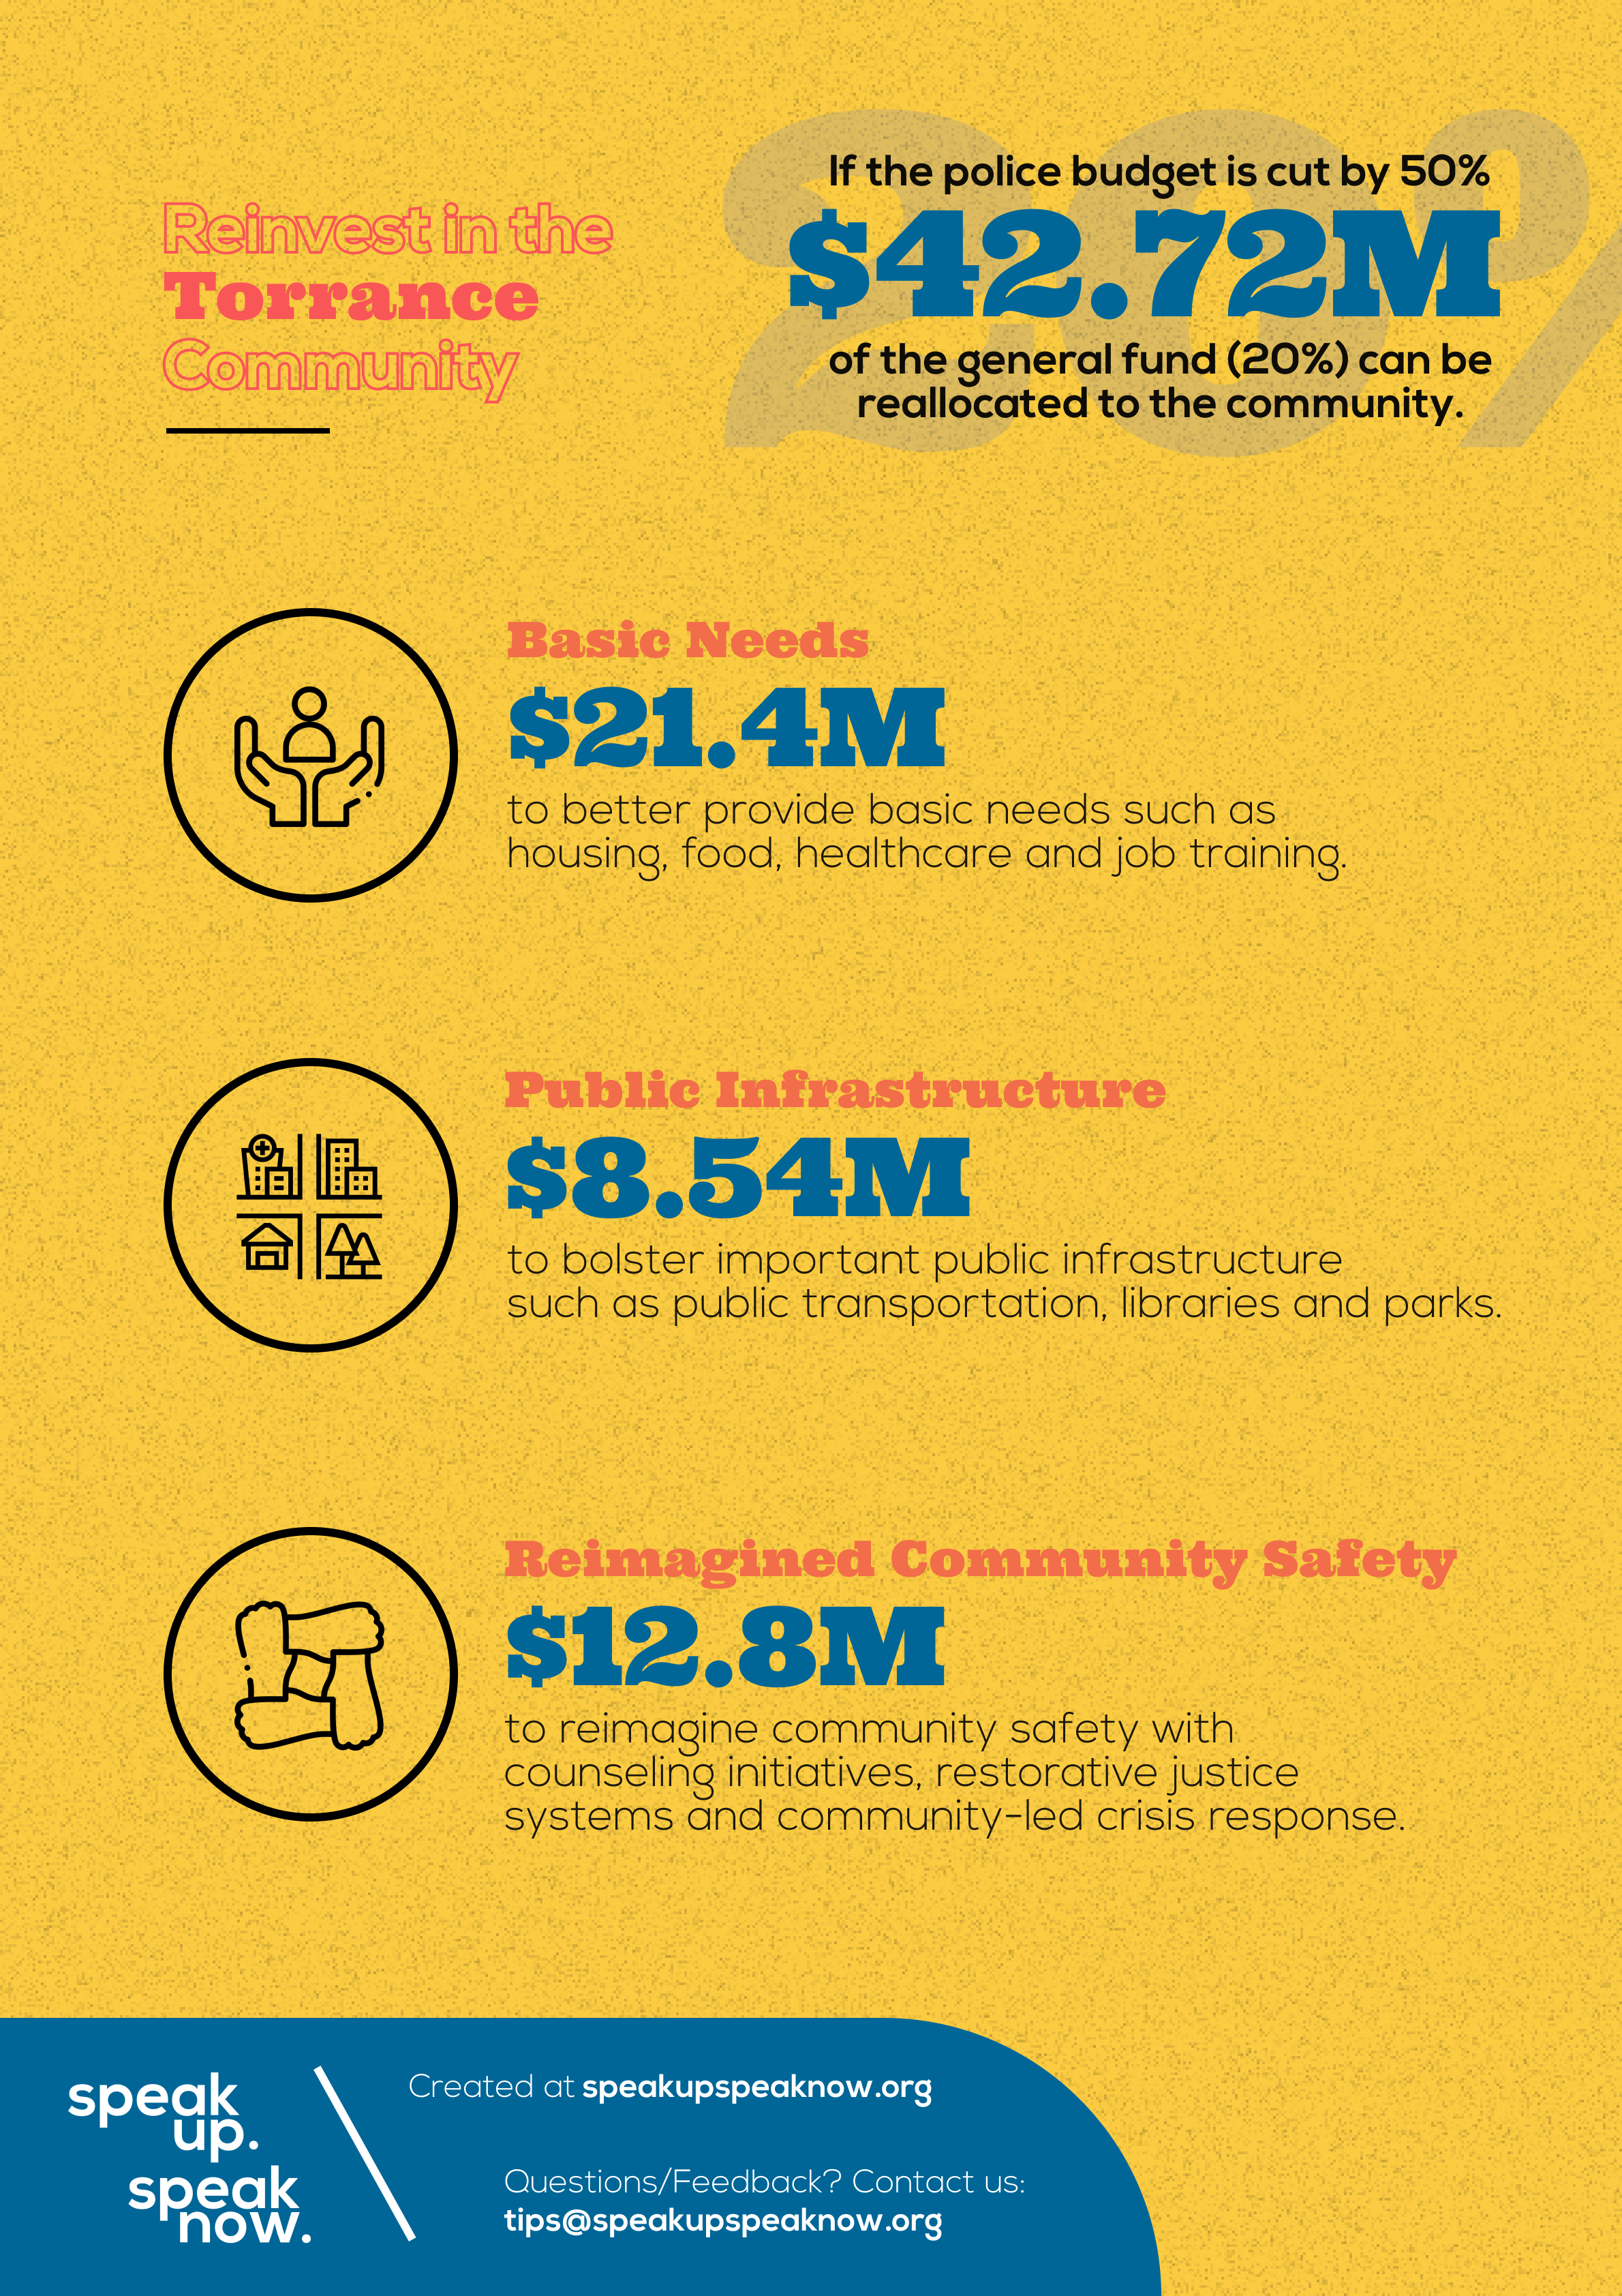 20%
Reinvest in the
Torrance
Community
If the police budget is cut by 50%
$42.72M
of the general fund (20%) can be
reallocated to the community.
Basic Needs
$21.4M
to better provide basic needs such as
housing, food, healthcare and job training.
Public Infrastructure
$8.54M
to bolster important public infrastructure
such as public transportation, libraries and parks.
Reimagined Community Safety
$12.8M
to reimagine community safety with
counseling initiatives, restorative justice
systems and community-led crisis response.
speak
up.
speak
now.
Created at speakupspeaknow.org
Questions/Feedback? Contact us:
tips@speakupspeaknow.org